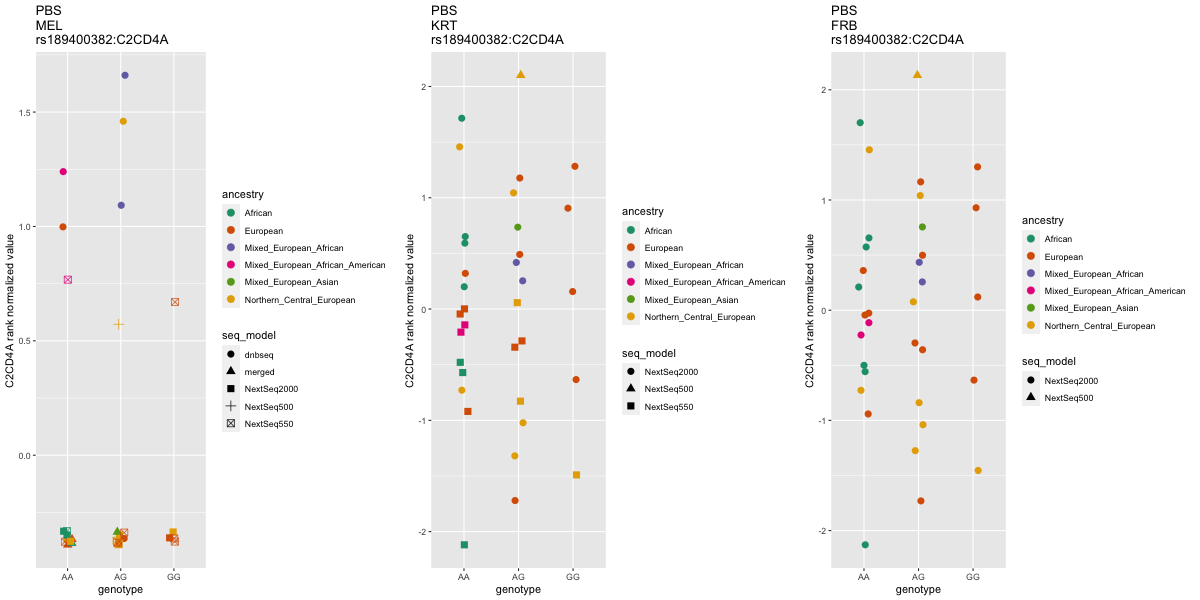 PBS
MEL
rs189400382:C2CD4A
C2CD4A rank normalized value
1.5
1.0
0.5
0.0
AA
AG
GG
genotype
ancestry
African
European
Mixed_European_African
Mixed_European_African_American
Mixed_European_Asian
Northern_Central_European
seq_model
dnbseq
merged
NextSeq2000
NextSeq500
NextSeq550
PBS
KRT
rs189400382:C2CD4A
C2CD4A rank normalized value
2
1
0
-1
-2
AA
AG
GG
genotype
ancestry
African
European
Mixed_European_African
Mixed_European_African_American
Mixed_European_Asian
Northern_Central_European
seq_model
NextSeq2000
NextSeq500
NextSeq550
PBS
FRB
rs189400382:C2CD4A
C2CD4A rank normalized value
2
1
0
-1
-2
AA
AG
GG
genotype
ancestry
African
European
Mixed_European_African
Mixed_European_African_American
Mixed_European_Asian
Northern_Central_European
seq_model
NextSeq2000
NextSeq500